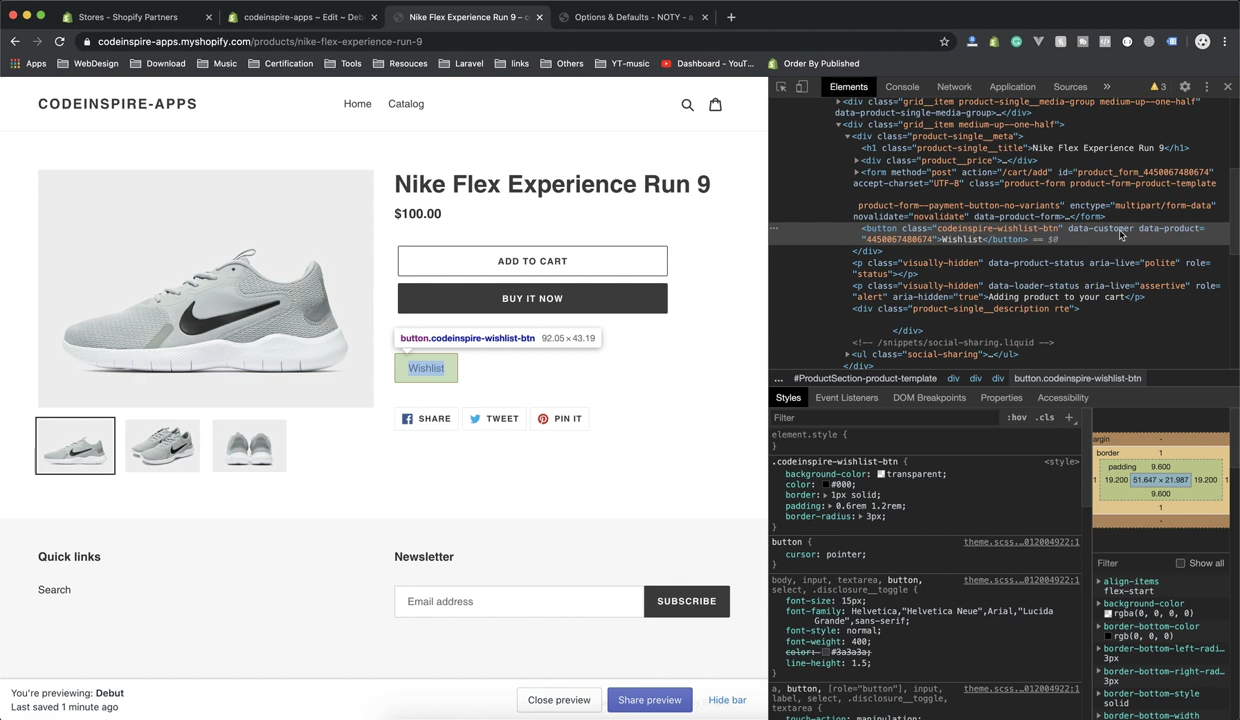 Stores - Shopify Partners
codeinspire-apps ~ Edit ~ Deb
Nike Flex Experience Run 9 – c
Options & Defaults - NOTY - a
codeinspire-apps.myshopify.com/products/nike-flex-experience-run-9
Apps WebDesign Download Music Certification Tools Resouces Laravel links Others YT-music Dashboard - YouT... Order By Published
CODEINSPIRE-APPS
Home Catalog
Nike Flex Experience Run 9
$100.00
ADD TO CART
BUY IT NOW
button.codeinspire-wishlist-btn 92.05 × 43.19
Wishlist
SHARE TWEET PIN IT
Quick links
Search
Newsletter
Email address SUBSCRIBE
You're previewing: Debut
Last saved 1 minute ago
Close preview Share preview Hide bar
Elements Console Network Application Sources » 3
<div class="grid__item product-single__media-group medium-up--one-half"
data-product-single-media-group>…</div>
<div class="grid__item medium-up--one-half">
<div class="product-single__meta">
<h1 class="product-single__title">Nike Flex Experience Run 9</h1>
<div class="product__price">…</div>
<form method="post" action="/cart/add" id="product_form_4450067480674"
accept-charset="UTF-8" class="product-form product-form-product-template
product-form--payment-button-no-variants" enctype="multipart/form-data"
novalidate="novalidate" data-product-form>…</form>
<button class="codeinspire-wishlist-btn" data-customer data-product=
"4450067480674">Wishlist</button> == $0
</div>
<p class="visually-hidden" data-product-status aria-live="polite" role=
"status"></p>
<p class="visually-hidden" data-loader-status aria-live="assertive" role=
"alert" aria-hidden="true">Adding product to your cart</p>
<div class="product-single__description rte">
</div>
<!-- /snippets/social-sharing.liquid -->
<ul class="social-sharing">…</ul>
</div>
… #ProductSection-product-template div div div button.codeinspire-wishlist-btn
Styles Event Listeners DOM Breakpoints Properties Accessibility
Filter :hov .cls +
element.style {
}
.codeinspire-wishlist-btn { <style>
background-color: transparent;
color: #000;
border: 1px solid;
padding: 0.6rem 1.2rem;
border-radius: 3px;
}
button { theme.scss.…012004922:1
cursor: pointer;
}
body, input, textarea, button, theme.scss.…012004922:1
select, .disclosure__toggle {
font-size: 15px;
font-family: Helvetica,"Helvetica Neue",Arial,"Lucida
Grande",sans-serif;
font-style: normal;
font-weight: 400;
color: #3a3a3a;
line-height: 1.5;
}
a, button, [role="button"], input, theme.scss.…012004922:1
label, select, .disclosure__toggle,
textarea {
touch-action: manipulation;
argin -
border 1
padding 9.600
1 19.200 51.647 × 21.987 19.200 1
9.600
1
-
Filter Show all
align-items
flex-start
background-color
rgba(0, 0, 0, 0)
border-bottom-color
rgb(0, 0, 0)
border-bottom-left-radi…
3px
border-bottom-right-rad…
3px
border-bottom-style
solid
border-bottom-width